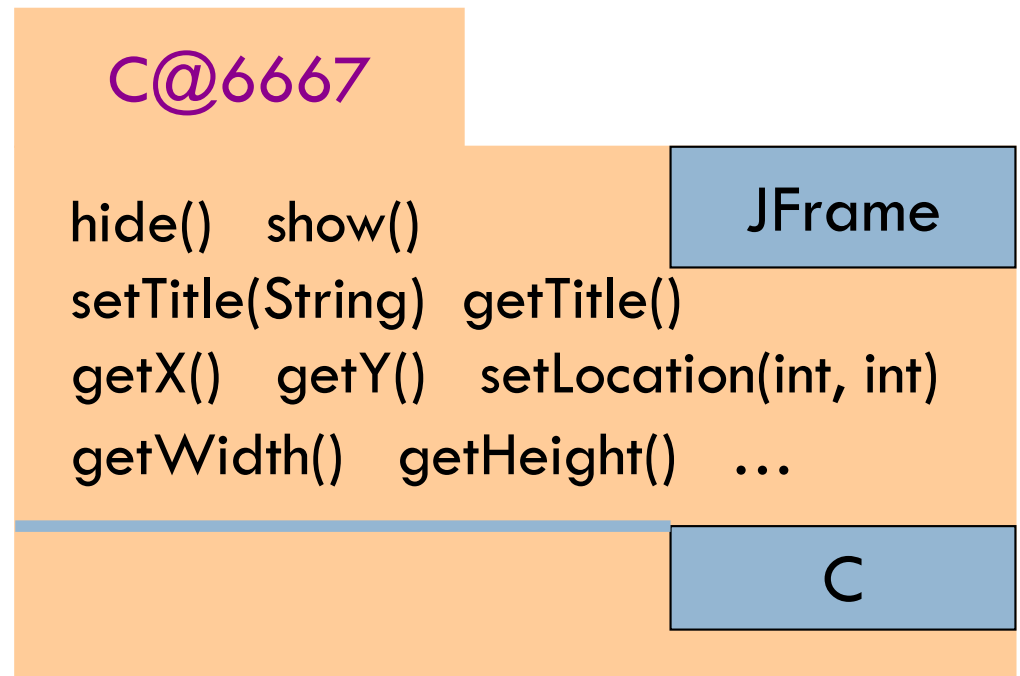 C@6667
JFrame
hide() show()
setTitle(String) getTitle()
getX() getY() setLocation(int, int)
getWidth() getHeight() …
C